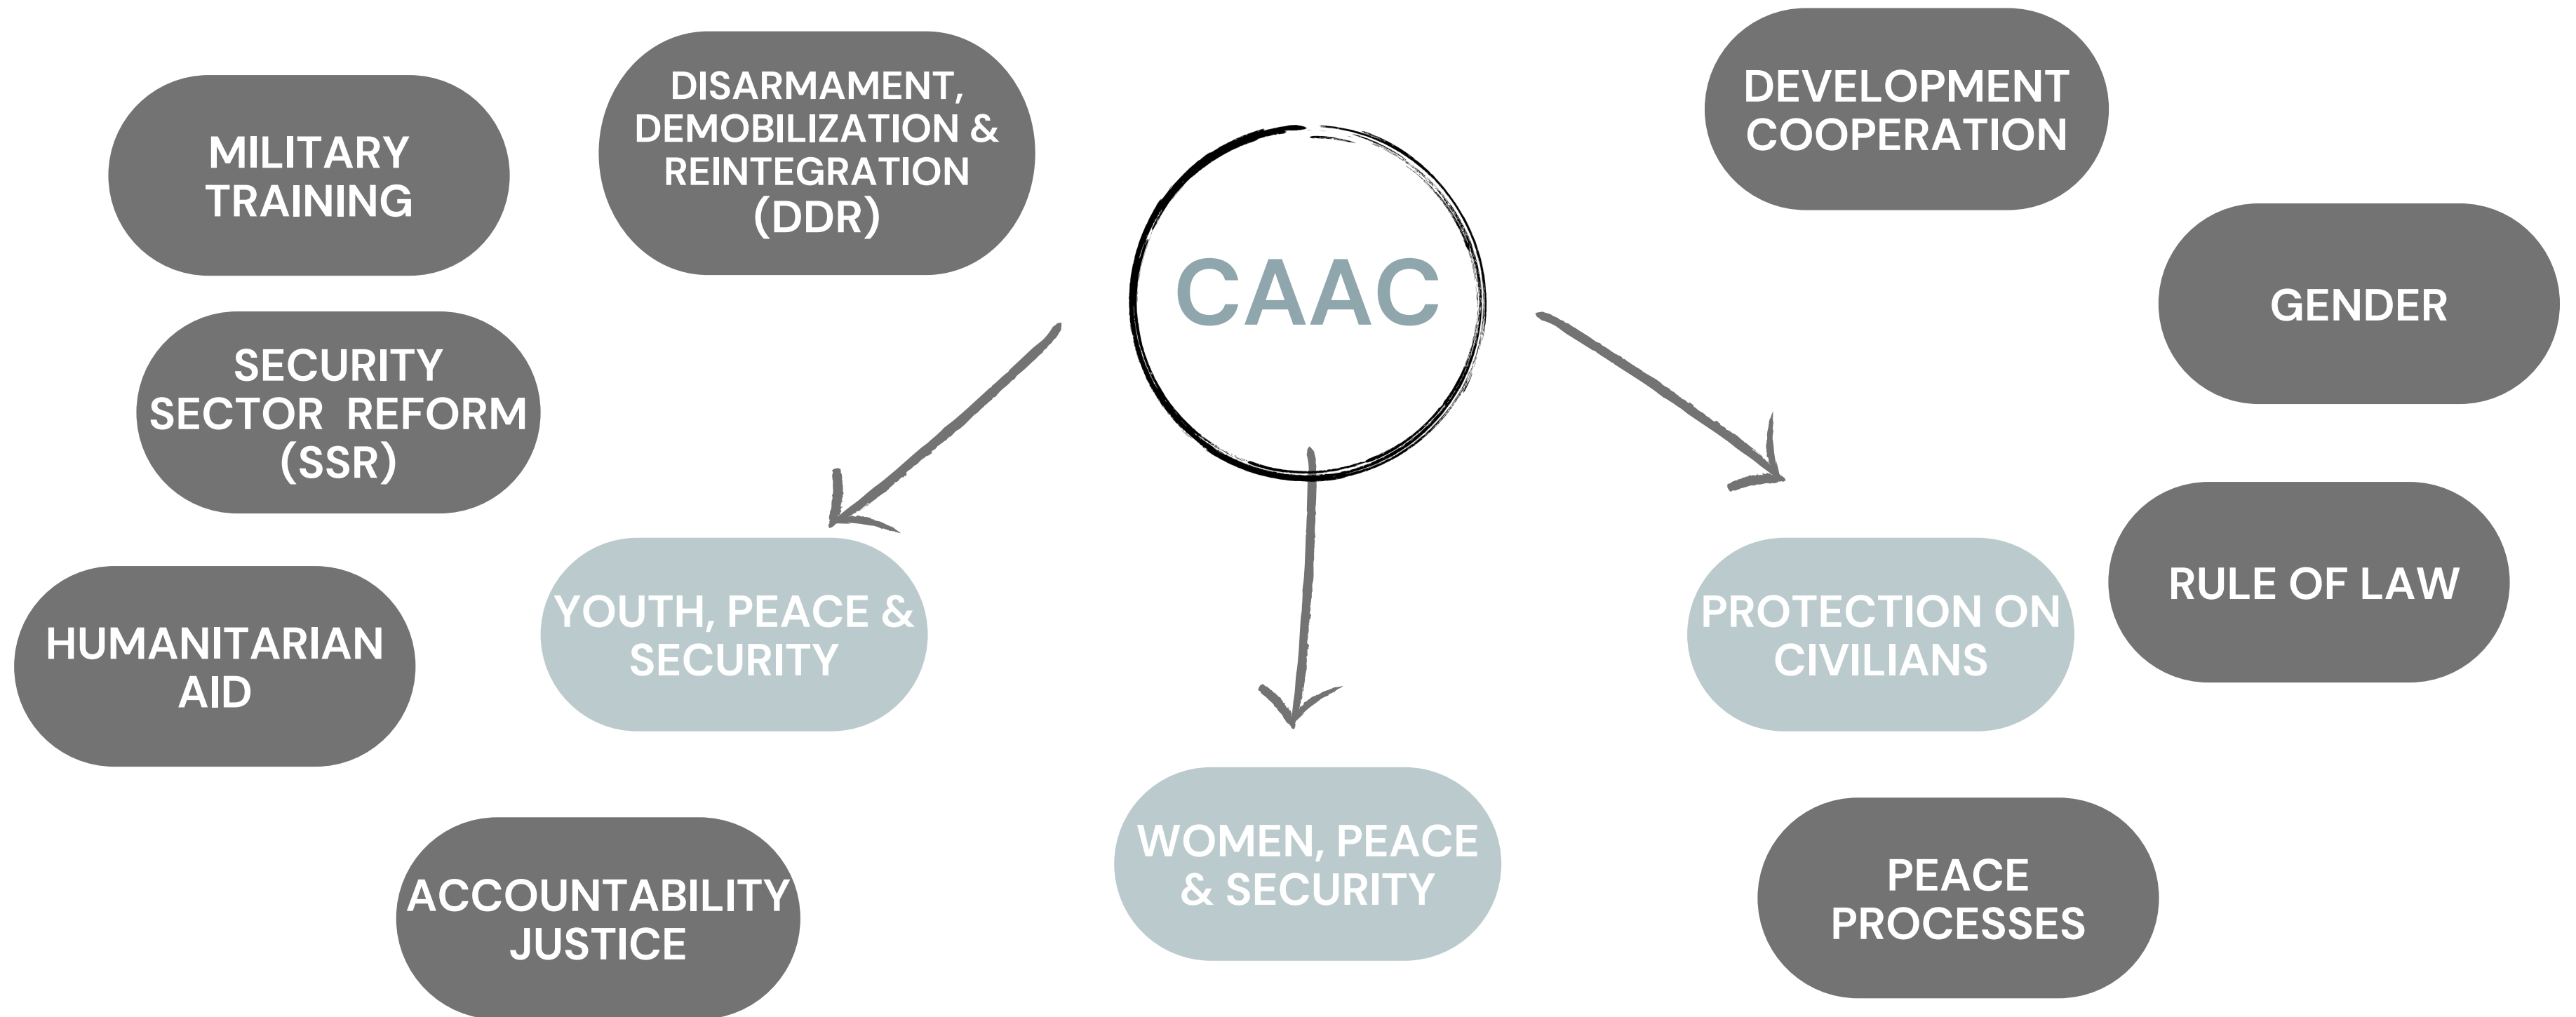 MILITARY
TRAINING
DISARMAMENT,
DEMOBILIZATION &
REINTEGRATION
(DDR)
CAAC
DEVELOPMENT
COOPERATION
GENDER
SECURITY
SECTOR REFORM
(SSR)
HUMANITARIAN
AID
YOUTH, PEACE &
SECURITY
PROTECTION ON
CIVILIANS
RULE OF LAW
ACCOUNTABILITY
JUSTICE
WOMEN, PEACE
& SECURITY
PEACE
PROCESSES